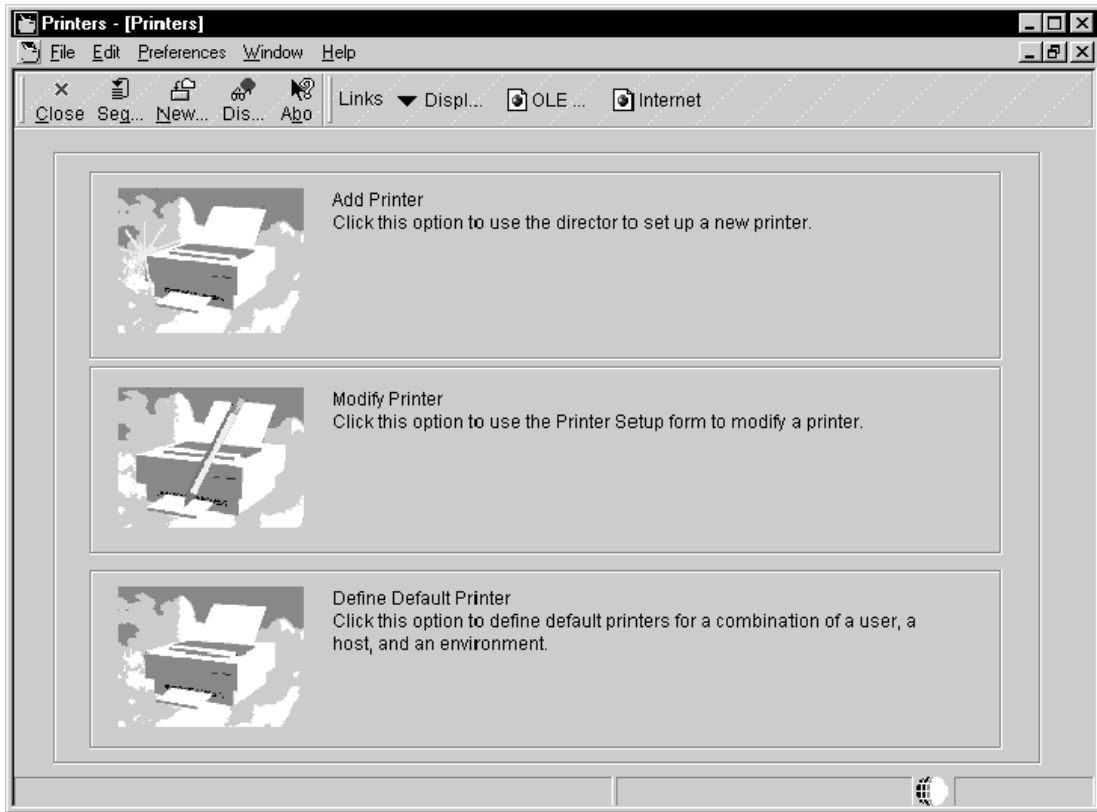 Printers - [Printers]
File Edit Preferences Window Help
Close Seq... New... Dis... Abo Links Displ... OLE ... Internet
Add Printer
Click this option to use the director to set up a new printer.
Modify Printer
Click this option to use the Printer Setup form to modify a printer.
Define Default Printer
Click this option to define default printers for a combination of a user, a
host, and an environment.